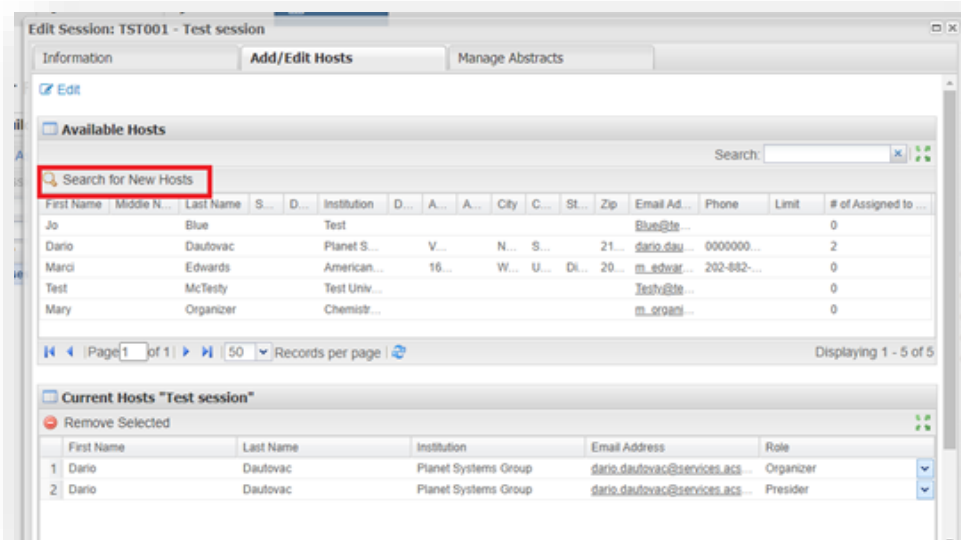 Edit Session: TST001 - Test session
Information Add/Edit Hosts Manage Abstracts
Edit
Available Hosts
Search:
Search for New Hosts
First Name Middle N... Last Name S... D... Institution D... A... A... City C... St... Zip Email Ad... Phone Limit # of Assigned to ...
Jo Blue Test Blue@te... 0
Dario Dautovac Planet S... V... N... S... 21... dario.dau... 0000000... 2
Marci Edwards American... 16... W... U... Di... 20... m_edwar... 202-882-... 0
Test McTesty Test Univ... Testy@te... 0
Mary Organizer Chemistr... m_organi... 0
Page 1 of 1 50 Records per page Displaying 1 - 5 of 5
Current Hosts "Test session"
Remove Selected
First Name Last Name Institution Email Address Role
1 Dario Dautovac Planet Systems Group dario.dautovac@services.acs... Organizer
2 Dario Dautovac Planet Systems Group dario.dautovac@services.acs... Presider